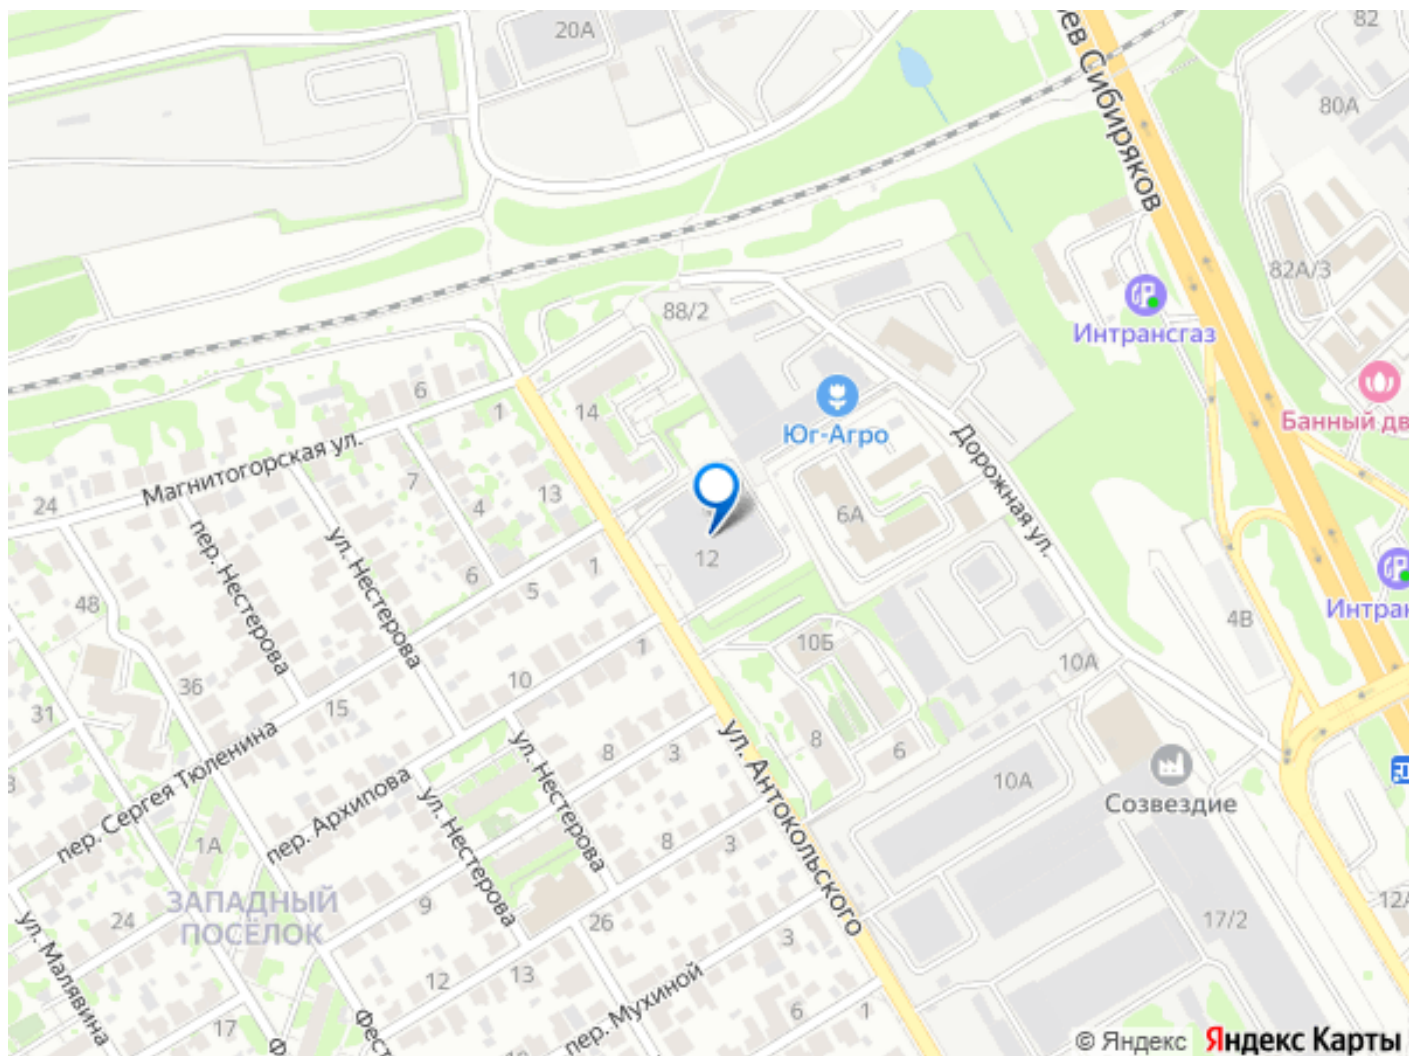 20А
82
80А
ев Сибиряков
82А/3
88/2
Интрансгаз
Банный дв
6
1
14
Юг-Агро
Дорожная ул.
Магнитогорская ул.
24
7
4
13
6А
пер. Нестерова
ул. Нестерова
12
6
5
1
48
Интран
4В
10Б
1
10А
36
10
31
15
ул. Антокольского
8
3
8
6
пер. Сергея Тюленина
ул. Нестерова
10А
Созвездие
пер. Архипова
ул. Нестерова
1А
8
3
ЗАПАДНЫЙ
ПОСЁЛОК
9
24
26
17/2
ул. Малявина
3
12
13
пер. Мухиной
6
1
17
Фест
© Яндекс
Яндекс Карты